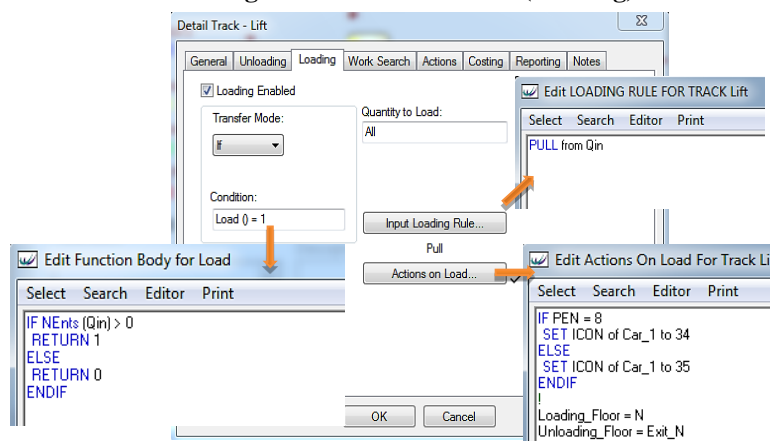 Detail Track - Lift
General Unloading Loading Work Search Actions Costing Reporting Notes
Loading Enabled
Transfer Mode:
If
Quantity to Load:
All
Condition:
Load () = 1
Input Loading Rule...
Pull
Actions on Load...
OK Cancel
Edit LOADING RULE FOR TRACK Lift
Select Search Editor Print
PULL from Qin
Edit Function Body for Load
Select Search Editor Print
IF NEnts (Qin) > 0
RETURN 1
ELSE
RETURN 0
ENDIF
Edit Actions On Load For Track Li
Select Search Editor Print
IF PEN = 8
SET ICON of Car_1 to 34
ELSE
SET ICON of Car_1 to 35
ENDIF
!
Loading_Floor = N
Unloading_Floor = Exit_N